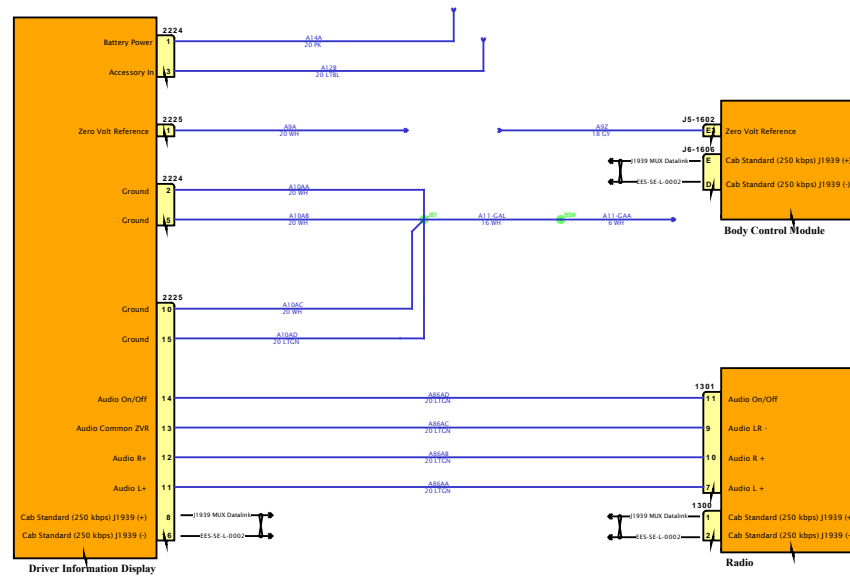 2224
Battery Power 1 A14A
20 PK
Accessory In 3 A128
20 LTBL
2225
Zero Volt Reference 1 A9A
20 WH
A9Z
18 GY
J5-1602
E3 Zero Volt Reference
J6-1606
J1939 MUX Datalink E Cab Standard (250 kbps) J1939 (+)
EES-SE-L-0002 D Cab Standard (250 kbps) J1939 (-)
Body Control Module
2224
Ground 2 A10AA
20 WH
Ground 5 A10AB
20 WH
A11-GAL
16 WH
A11-GAA
6 WH
2225
Ground 10 A10AC
20 WH
Ground 15 A10AD
20 LTGN
1301
Audio On/Off 14 A86AD 11 Audio On/Off
20 LTGN
Audio Common ZVR 13 A86AC 9 Audio LR -
20 LTGN
Audio R+ 12 A86AB 10 Audio R +
20 LTGN
Audio L+ 11 A86AA 7 Audio L +
20 LTGN
1300
Cab Standard (250 kbps) J1939 (+) 8 J1939 MUX Datalink J1939 MUX Datalink 1 Cab Standard (250 kbps) J1939 (+)
Cab Standard (250 kbps) J1939 (-) 16 EES-SE-L-0002 EES-SE-L-0002 2 Cab Standard (250 kbps) J1939 (-)
Driver Information Display
Radio